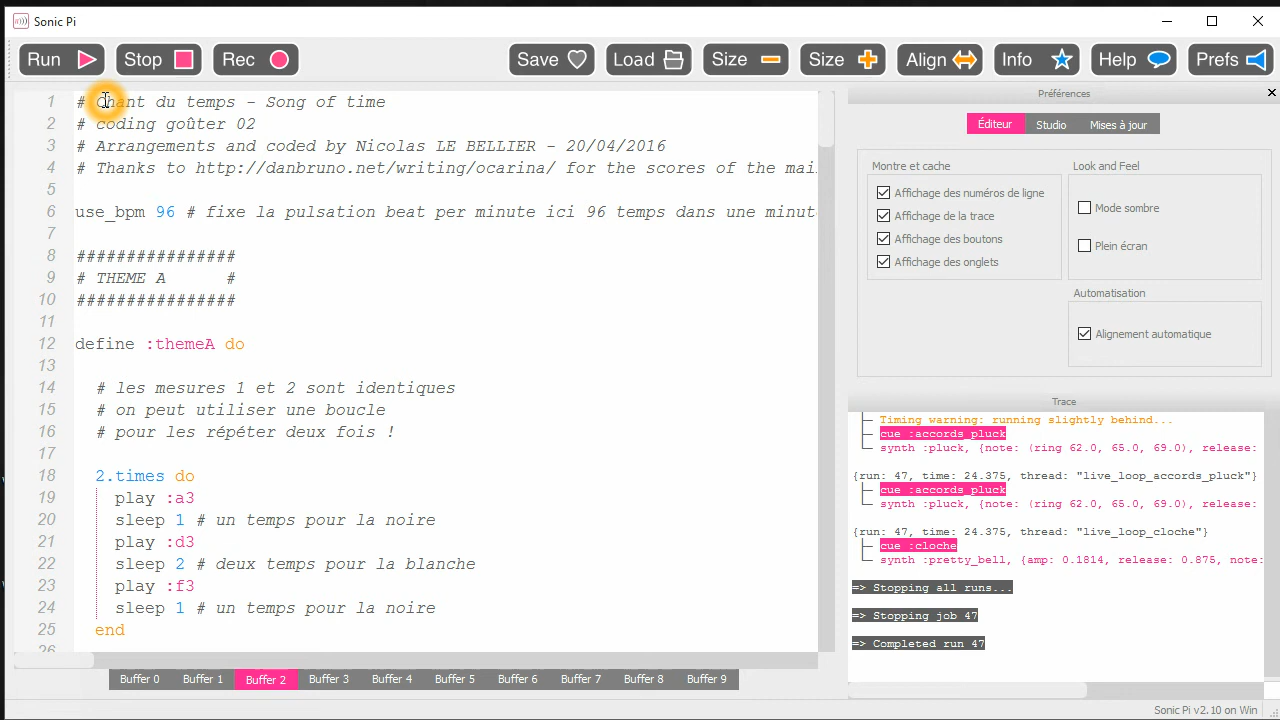 Sonic Pi
Run Stop Rec Save Load Size Size Align Info Help Prefs
1 # Chant du temps - Song of time
2 # coding goûter 02
3 # Arrangements and coded by Nicolas LE BELLIER - 20/04/2016
4 # Thanks to http://danbruno.net/writing/ocarina/ for the scores of the mai
5
6 use_bpm 96 # fixe la pulsation beat per minute ici 96 temps dans une minut
7
8 ################
9 # THEME A #
10 ################
11
12 define :themeA do
13
14 # les mesures 1 et 2 sont identiques
15 # on peut utiliser une boucle
16 # pour les répéter deux fois !
17
18 2.times do
19 play :a3
20 sleep 1 # un temps pour la noire
21 play :d3
22 sleep 2 # deux temps pour la blanche
23 play :f3
24 sleep 1 # un temps pour la noire
25 end
26
Buffer 0 Buffer 1 Buffer 2 Buffer 3 Buffer 4 Buffer 5 Buffer 6 Buffer 7 Buffer 8 Buffer 9
Préférences
Éditeur Studio Mises à jour
Montre et cache
Affichage des numéros de ligne
Affichage de la trace
Affichage des boutons
Affichage des onglets
Look and Feel
Mode sombre
Plein écran
Automatisation
Alignement automatique
Trace
Timing warning: running slightly behind...
cue :accords_pluck
synth :pluck, {note: (ring 62.0, 65.0, 69.0), release:
{run: 47, time: 24.375, thread: "live_loop_accords_pluck"}
cue :accords_pluck
synth :pluck, {note: (ring 62.0, 65.0, 69.0), release:
{run: 47, time: 24.375, thread: "live_loop_cloche"}
cue :cloche
synth :pretty_bell, {amp: 0.1814, release: 0.875, note:
=> Stopping all runs...
=> Stopping job 47
=> Completed run 47
Sonic Pi v2.10 on Win